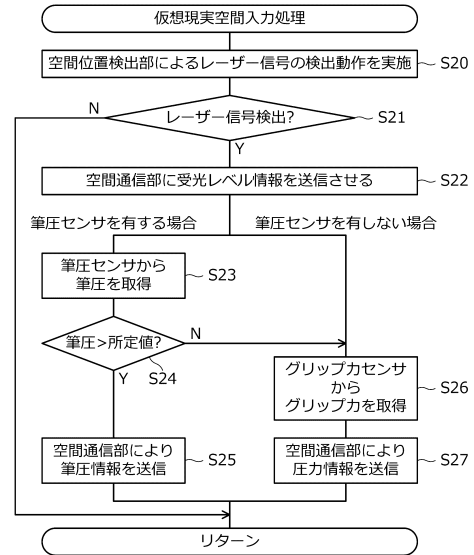 仮想現実空間入力処理
空間位置検出部によるレーザー信号の検出動作を実施
S20
N
レーザー信号検出?
S21
Y
空間通信部に受光レベル情報を送信させる
S22
筆圧センサを有する場合
筆圧センサを有しない場合
筆圧センサから
筆圧を取得
S23
筆圧>所定値?
N
Y
S24
グリップ力センサ
から
グリップ力を取得
S26
空間通信部により
筆圧情報を送信
S25
空間通信部により
圧力情報を送信
S27
リターン